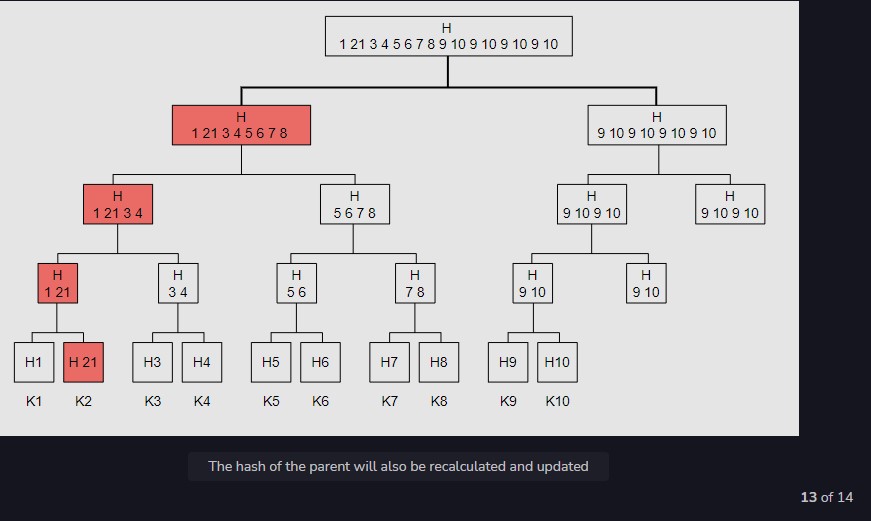 H
1 21 3 4 5 6 7 8 9 10 9 10 9 10 9 10
H
1 21 3 4 5 6 7 8
H
9 10 9 10 9 10 9 10
H
1 21 3 4
H
5 6 7 8
H
9 10 9 10
H
9 10 9 10
H
1 21
H
3 4
H
5 6
H
7 8
H
9 10
H
9 10
H1
H 21
H3
H4
H5
H6
H7
H8
H9
H10
K1
K2
K3
K4
K5
K6
K7
K8
K9
K10
The hash of the parent will also be recalculated and updated
13 of 14